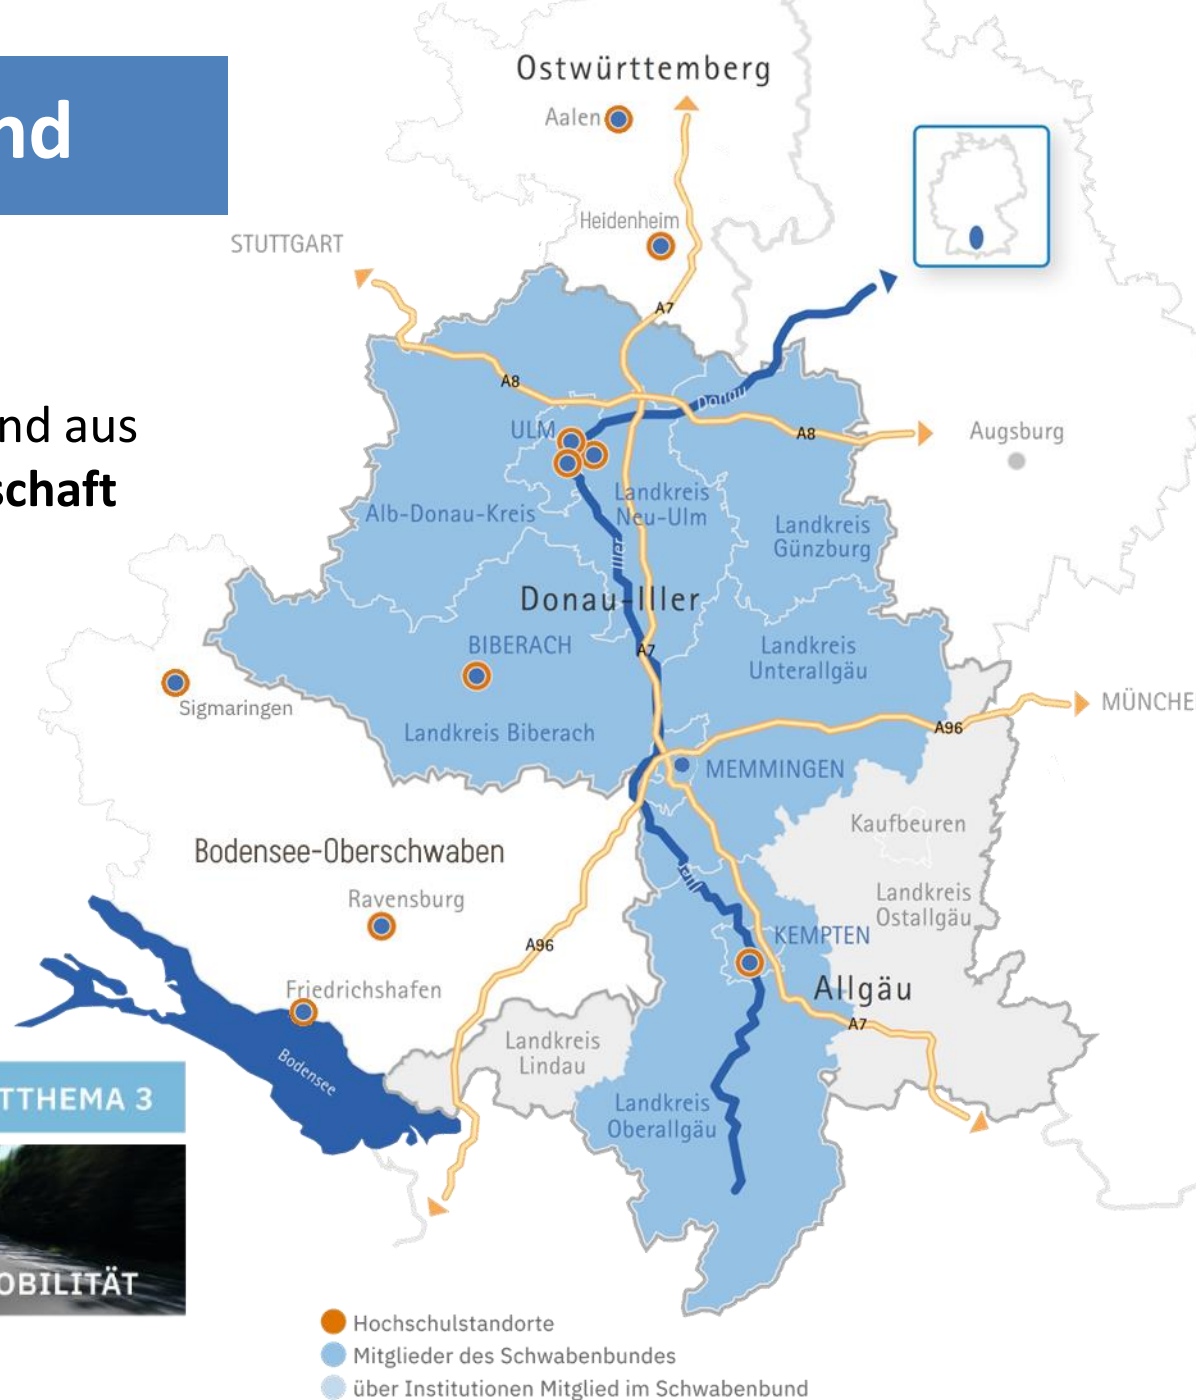 nd
nd aus
schaft
Ostwürttemberg
Aalen
Heidenheim
STUTTGART
A7
A8
Donau
ULM
A8
Augsburg
Landkreis
Neu-Ulm
Alb-Donau-Kreis
Landkreis
Günzburg
Iller
Donau-Iller
BIBERACH
A7
Landkreis
Unterallgäu
Sigmaringen
Landkreis Biberach
MÜNCHE
A96
MEMMINGEN
Kaufbeuren
Bodensee-Oberschwaben
Iller
Landkreis
Ostallgäu
Ravensburg
KEMPTEN
A96
Friedrichshafen
Allgäu
A7
Landkreis
Lindau
Bodensee
TTHEMA 3
Landkreis
Oberallgäu
OBILITÄT
Hochschulstandorte
Mitglieder des Schwabenbundes
über Institutionen Mitglied im Schwabenbund